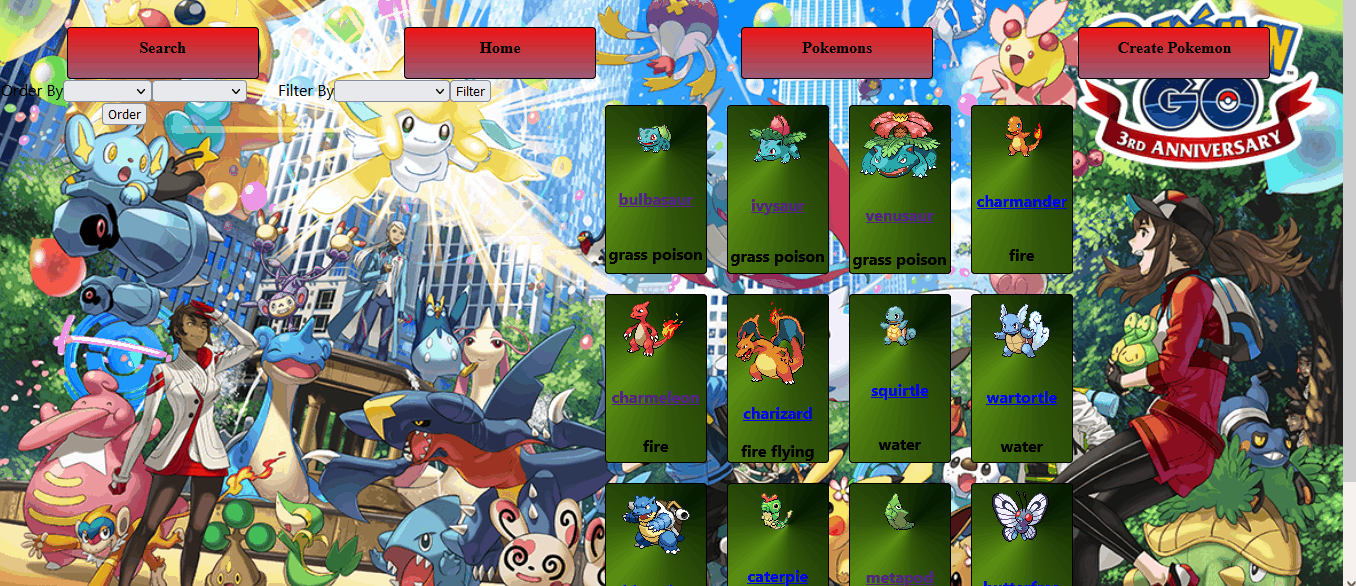 Search Home Pokemons Create Pokemon
Order By Filter By Filter
Order
GO
3RD ANNIVERSARY
bulbasaur ivysaur venusaur charmander
grass poison grass poison grass poison fire
charmeleon charizard squirtle wartortle
fire fire flying water water
caterpie metapod